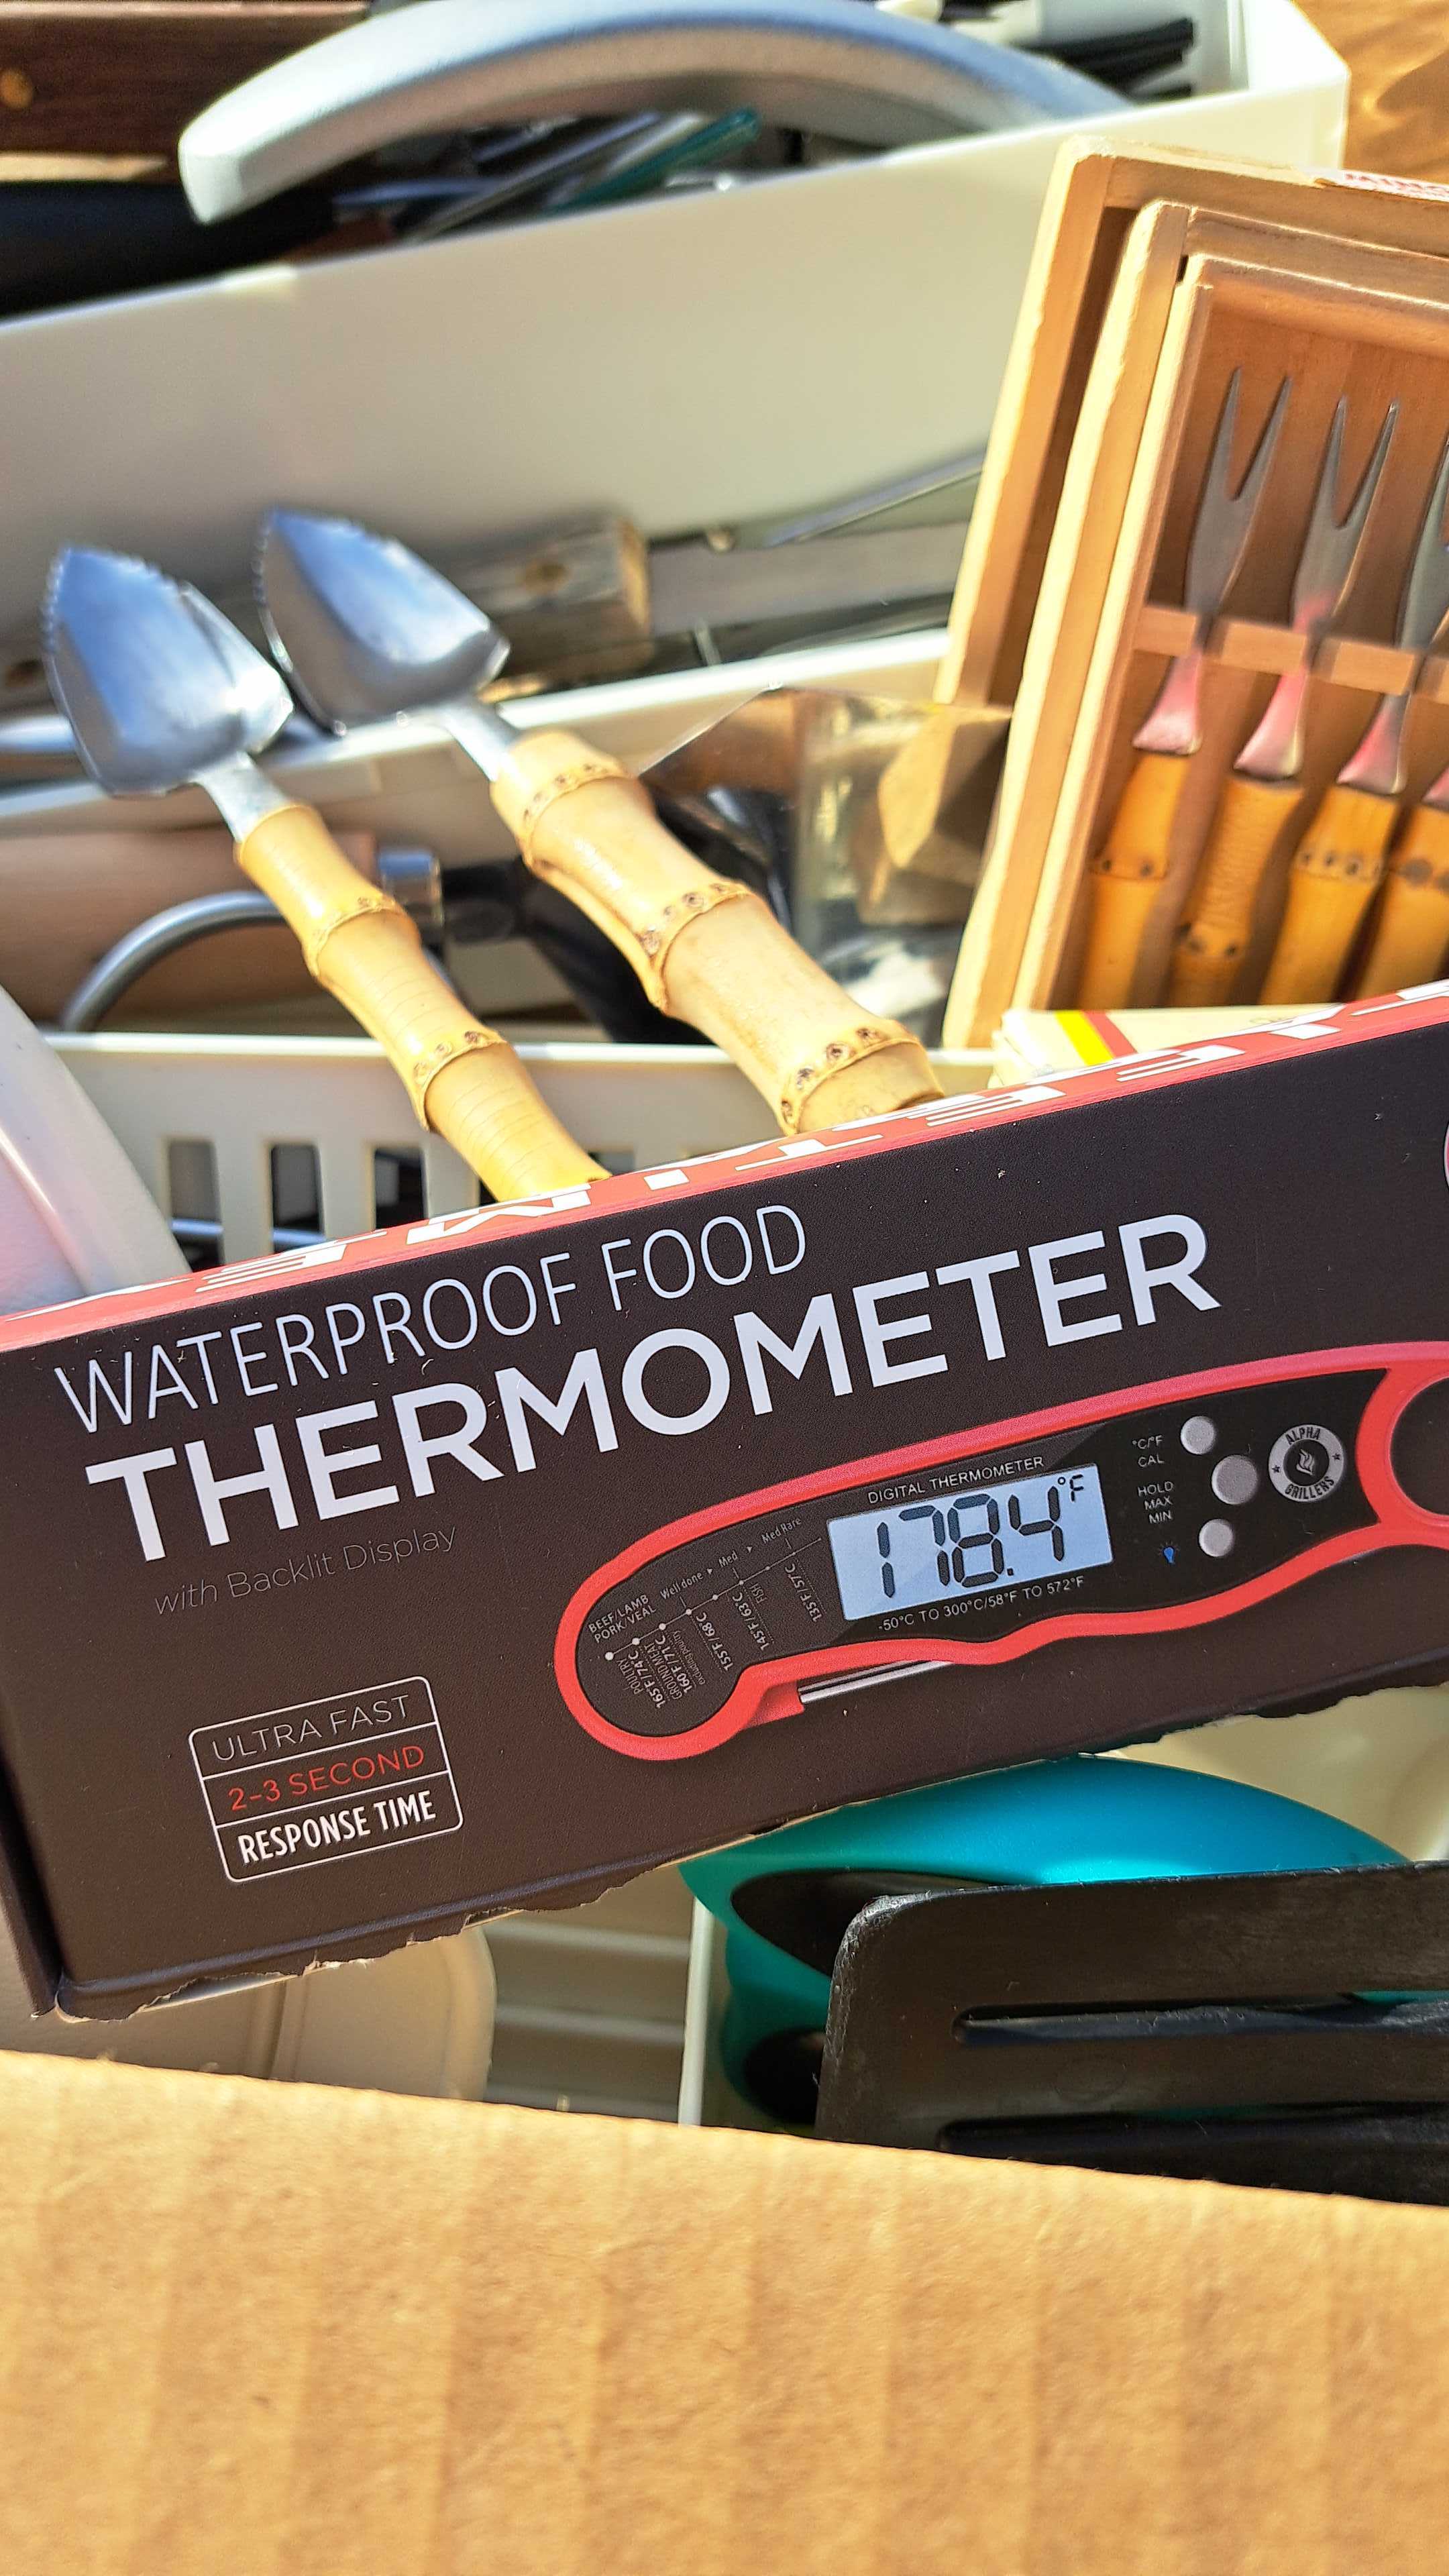 WATERPROOF FOOD
THERMOMETER
with Backlit Display
DIGITAL THERMOMETER
178.4°F
-50°C TO 300°C/58°F TO 572°F
°C/°F
CAL
HOLD
MAX
MIN
ALPHA
GRILLERS
BEEF/LAMB
PORK/VEAL
Well done ▸ Med ▸ Med Rare
POULTRY
165°F/74°C
GROUND MEAT
160°F/71°C
155°F/68°C
FISH
145°F/63°C
135°F/57°C
ULTRA FAST
2-3 SECOND
RESPONSE TIME